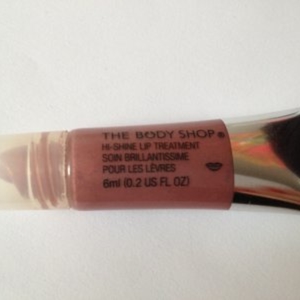 THE BODY SHOP®
HI-SHINE LIP TREATMENT
SOIN BRILLANTISSIME
POUR LES LÈVRES
6ml (0.2 US FL OZ)